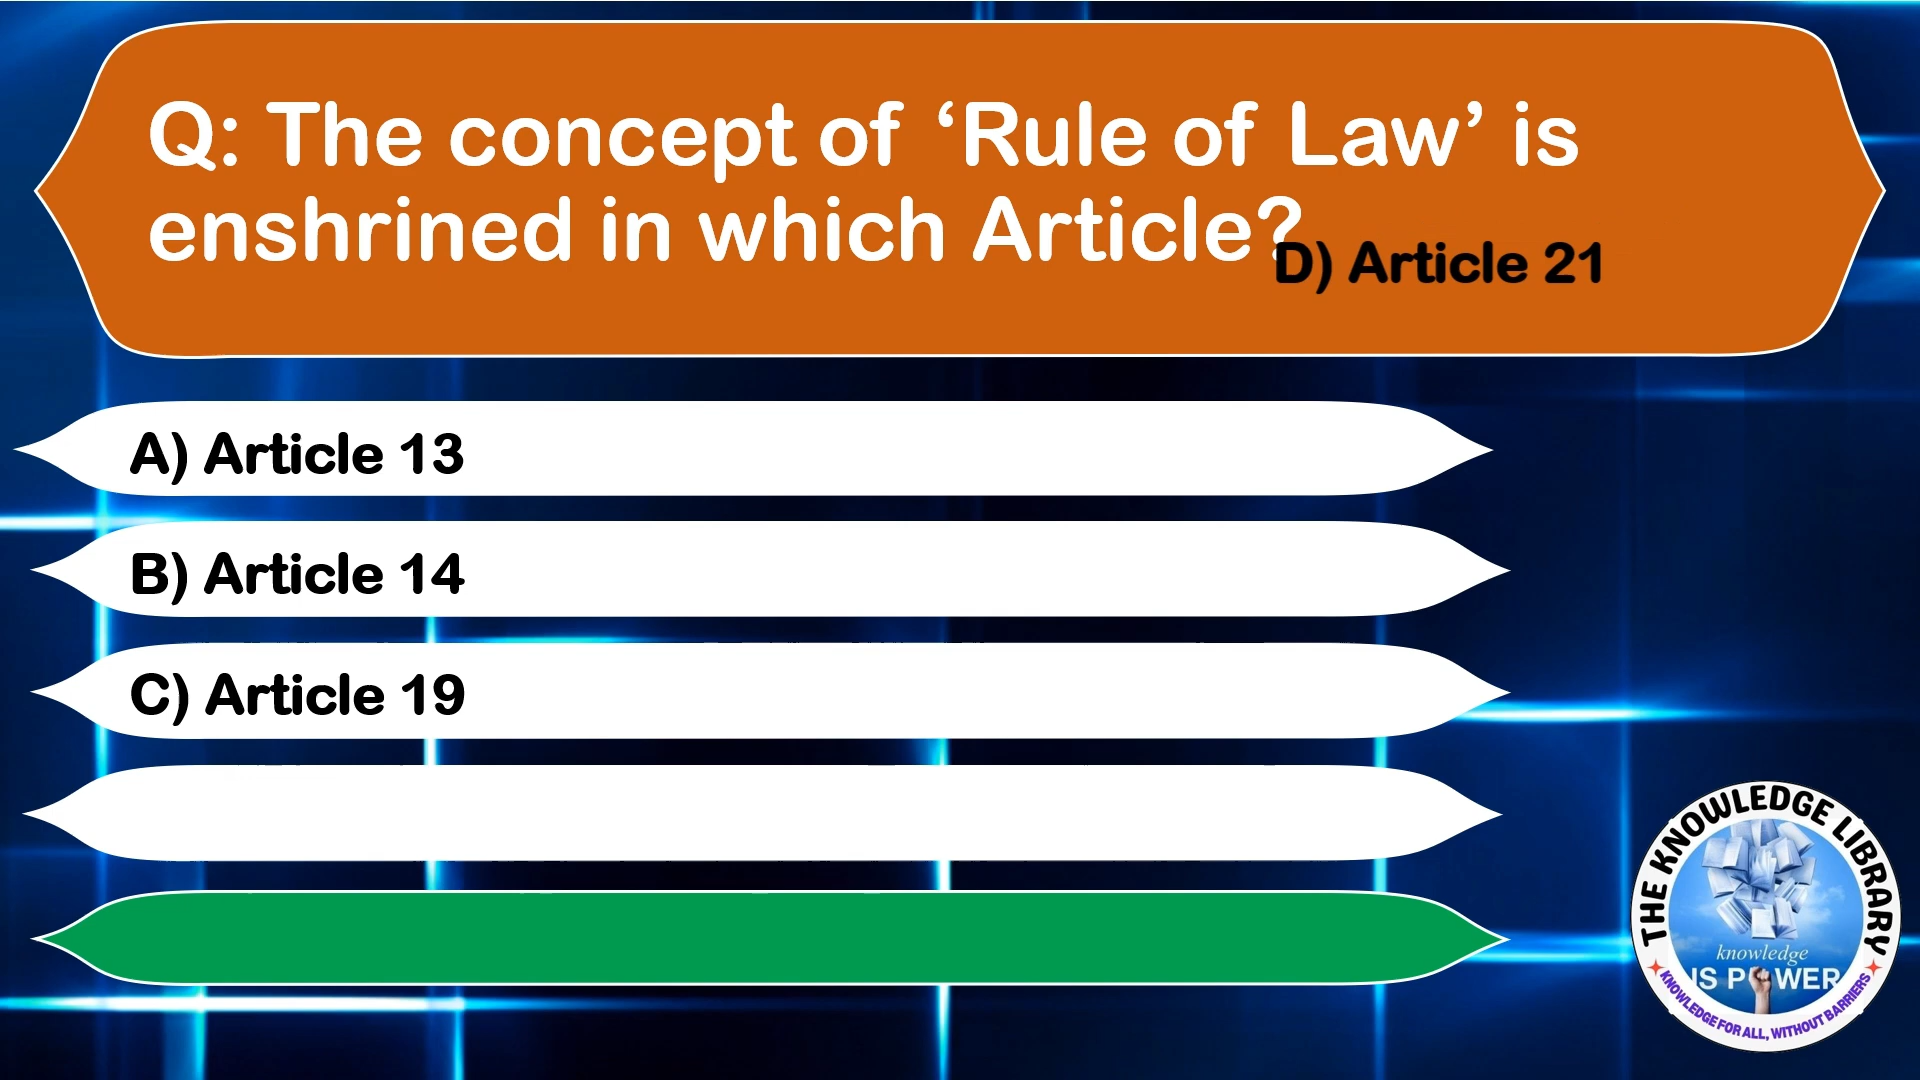 Q: The concept of ‘Rule of Law’ is
enshrined in which Article?
D) Article 21
A) Article 13
B) Article 14
C) Article 19
THE KNOWLEDGE LIBRARY
knowledge
IS POWER
KNOWLEDGE FOR ALL, WITHOUT BARRIERS